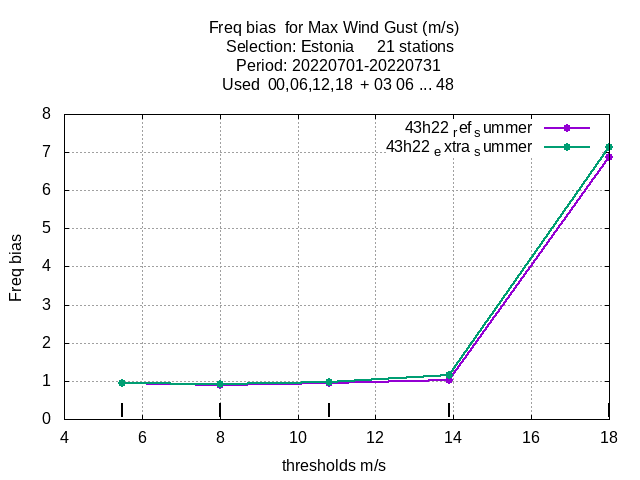 Freq bias  for Max Wind Gust (m/s)
Selection: Estonia     21 stations
Period: 20220701-20220731
Used  00,06,12,18  + 03 06 ... 48
43h22 ref summer
43h22 extra summer
8
7
6
5
4
3
2
1
0
Freq bias
4 6 8 10 12 14 16 18
thresholds m/s